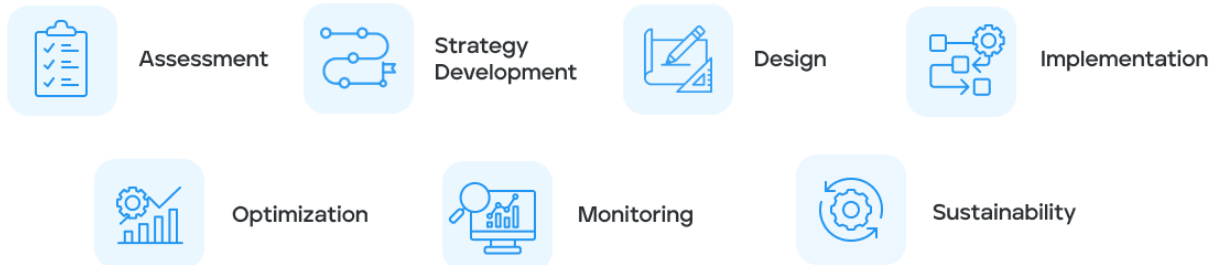 Assessment
Strategy
Development
Design
Implementation
Optimization
Monitoring
Sustainability